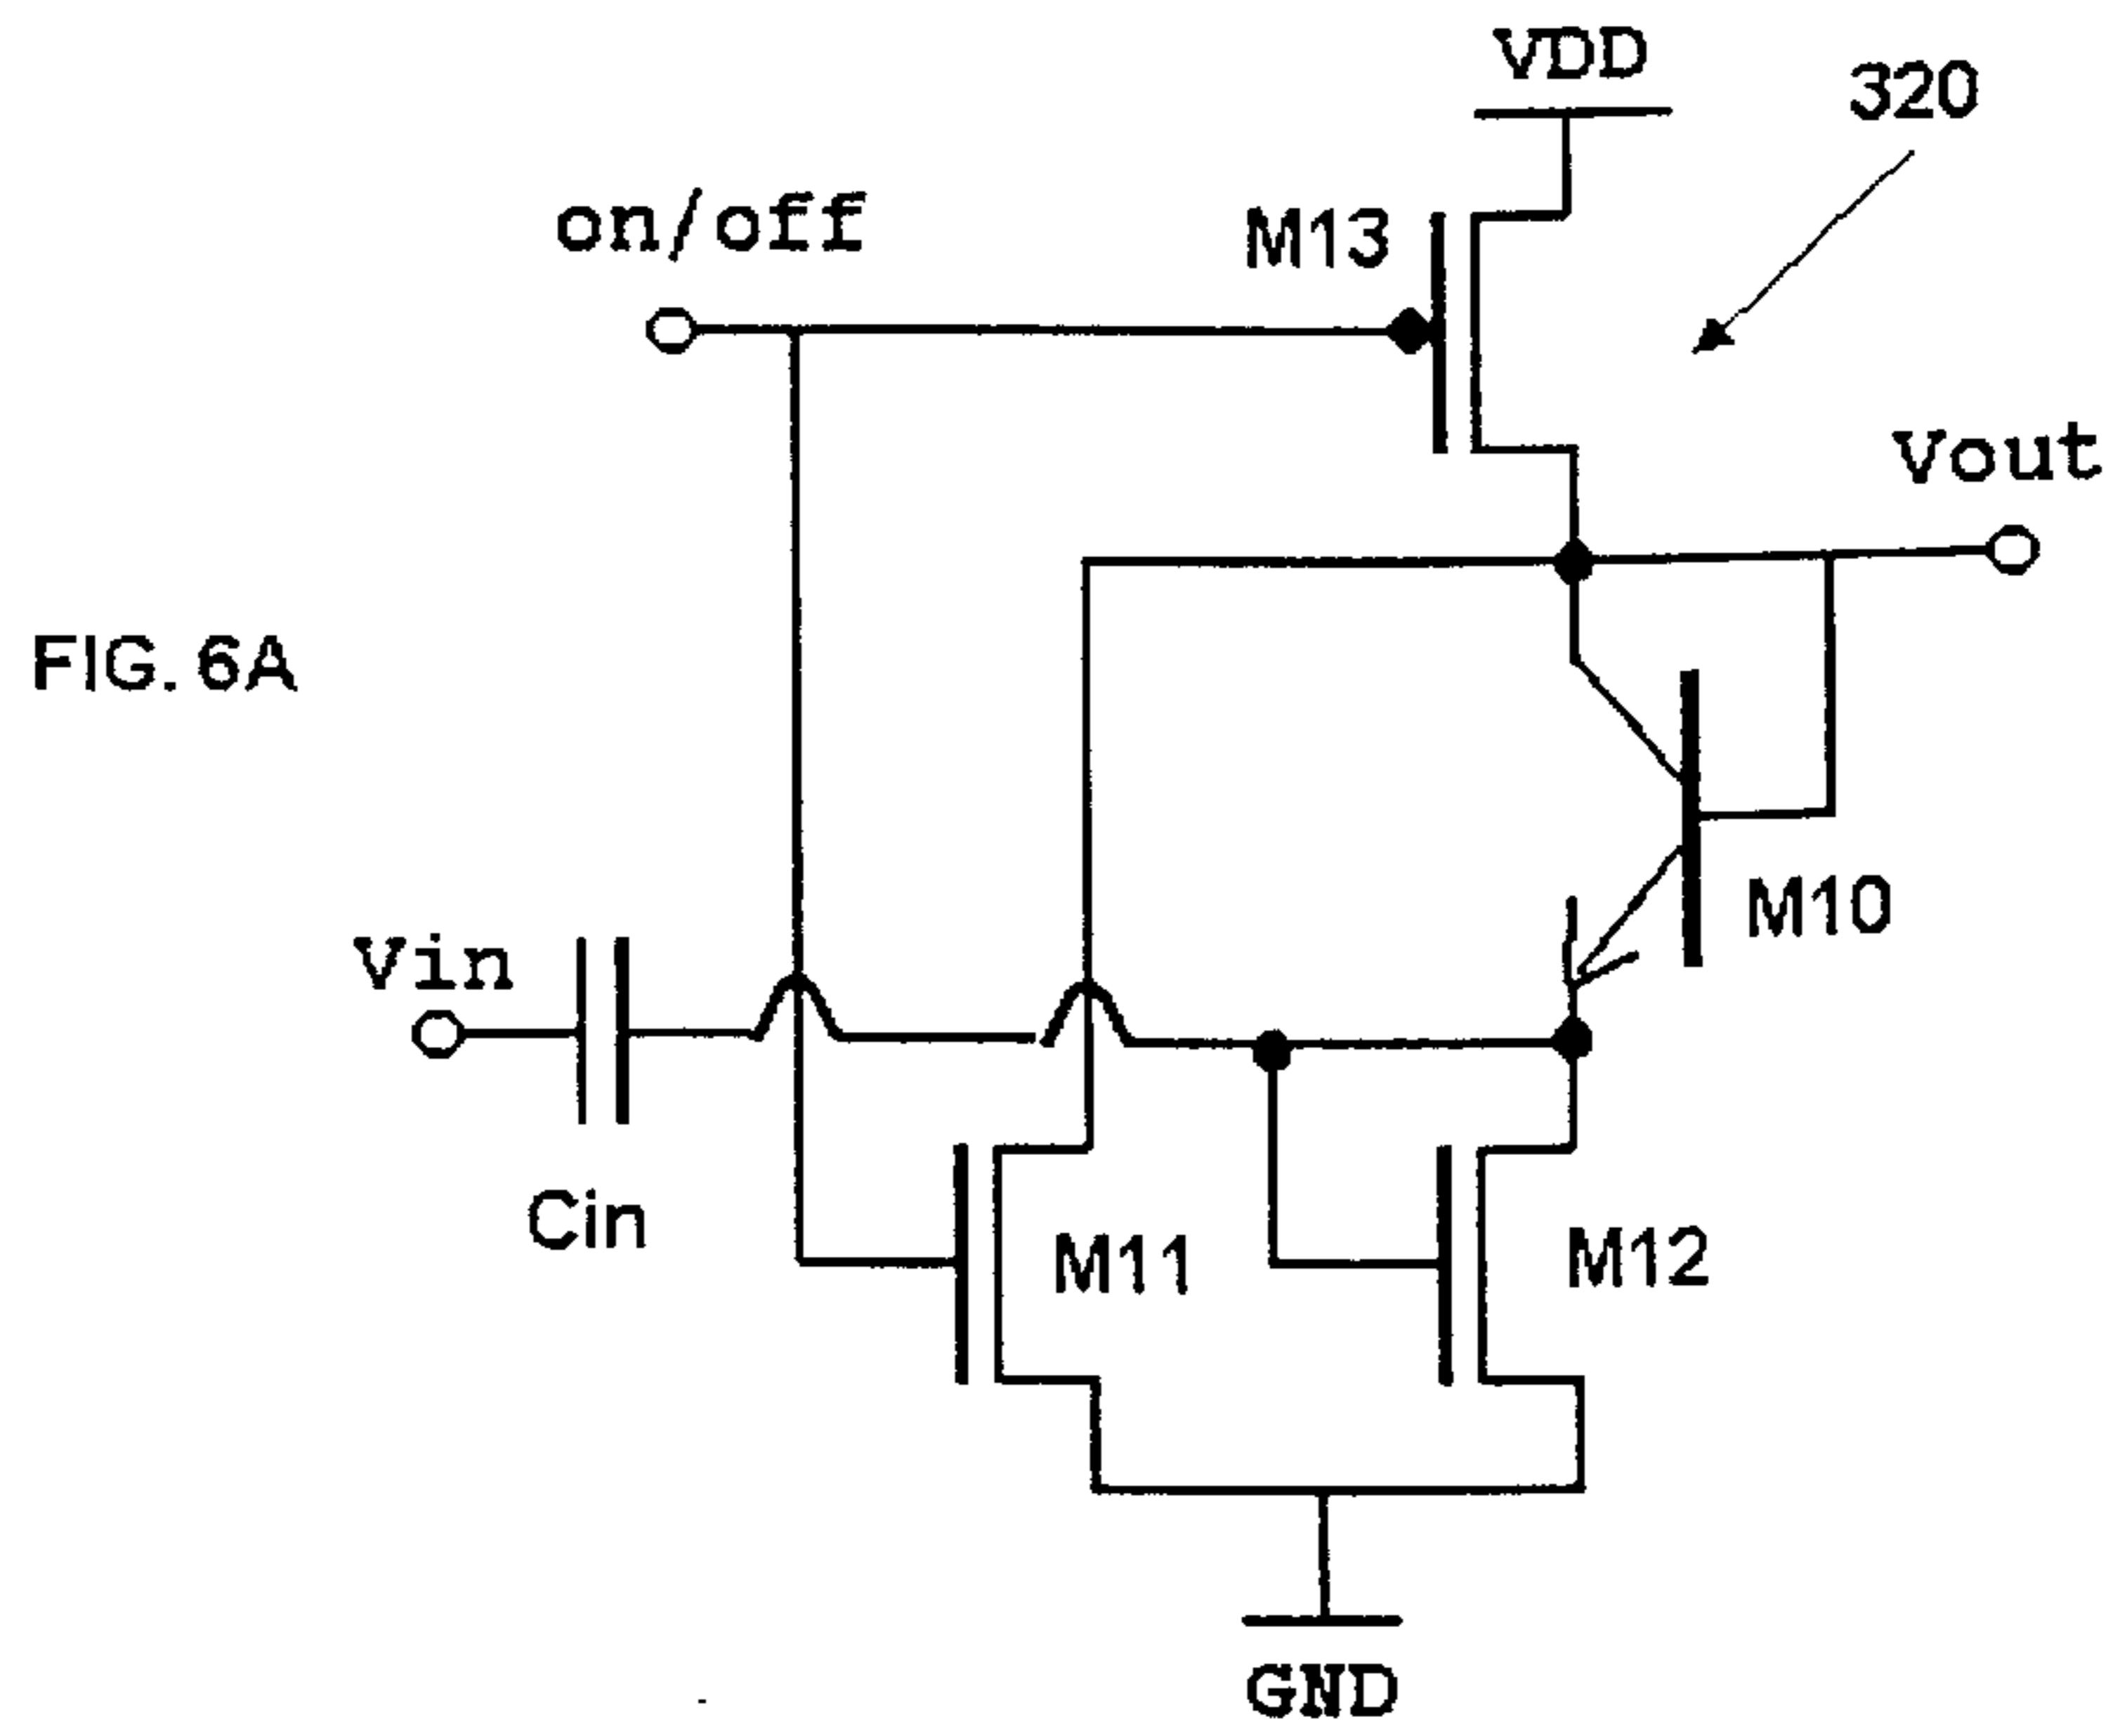 VDD
320
on/off
M13
Vout
FIG. 6A
M10
Vin
Cin
M11
M12
GND